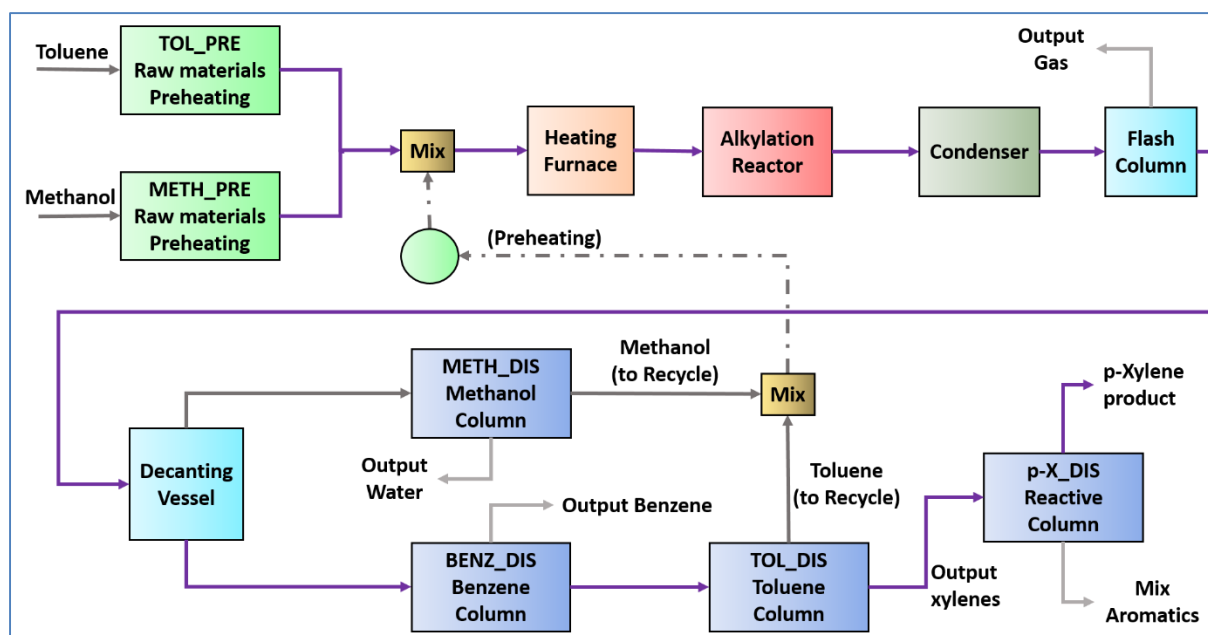 Toluene
TOL_PRE
Raw materials
Preheating
Methanol
METH_PRE
Raw materials
Preheating
Mix
Heating
Furnace
Alkylation
Reactor
Condenser
Output
Gas
Flash
Column
(Preheating)
Decanting
Vessel
METH_DIS
Methanol
Column
Methanol
(to Recycle)
Mix
Output
Water
Toluene
(to Recycle)
Output Benzene
BENZ_DIS
Benzene
Column
TOL_DIS
Toluene
Column
Output
xylenes
p-X_DIS
Reactive
Column
p-Xylene
product
Mix
Aromatics